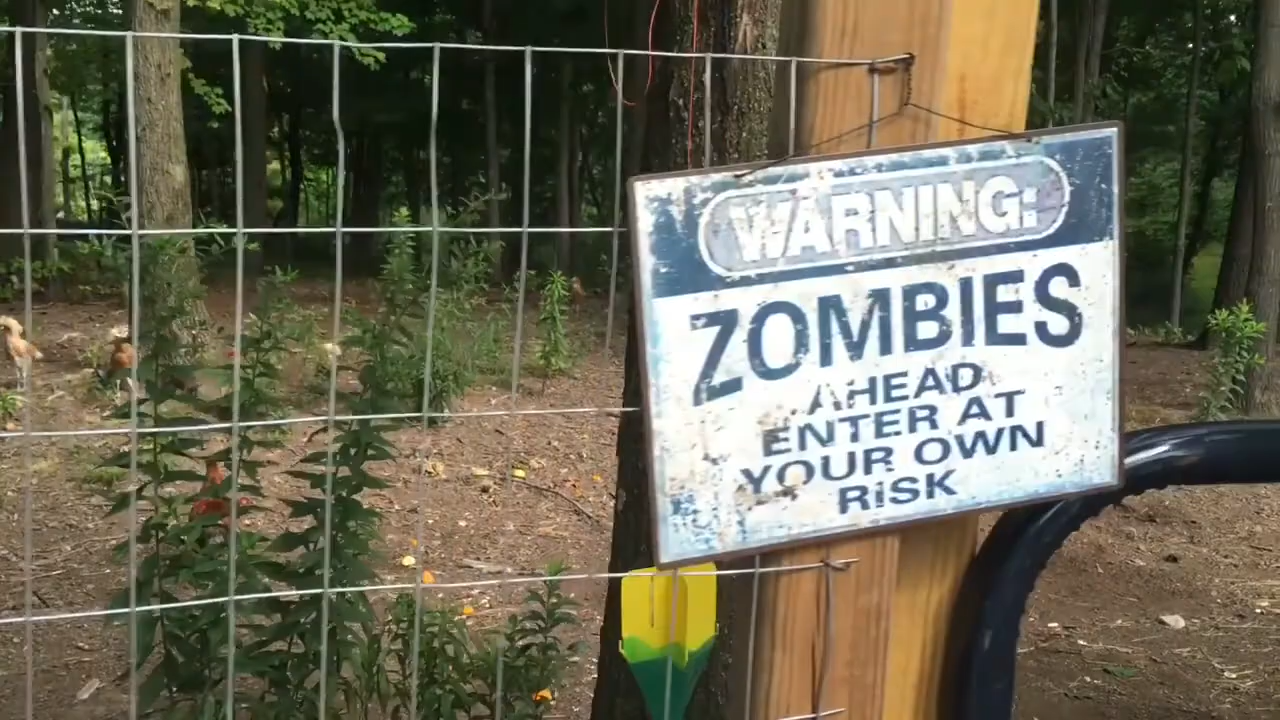 WARNING:
ZOMBIES
AHEAD
ENTER AT
YOUR OWN
RISK